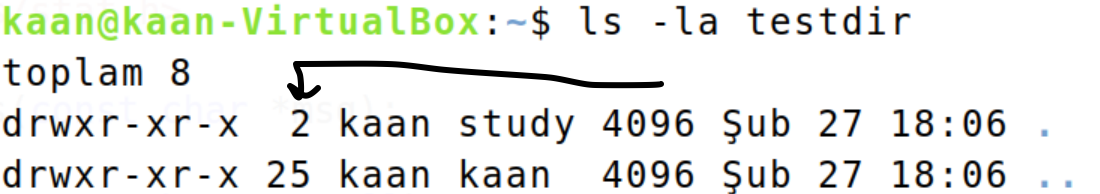 kaan@kaan-VirtualBox:~$ ls -la testdir
toplam 8
drwxr-xr-x  2 kaan study 4096 Şub 27 18:06 .
drwxr-xr-x 25 kaan kaan  4096 Şub 27 18:06 ..